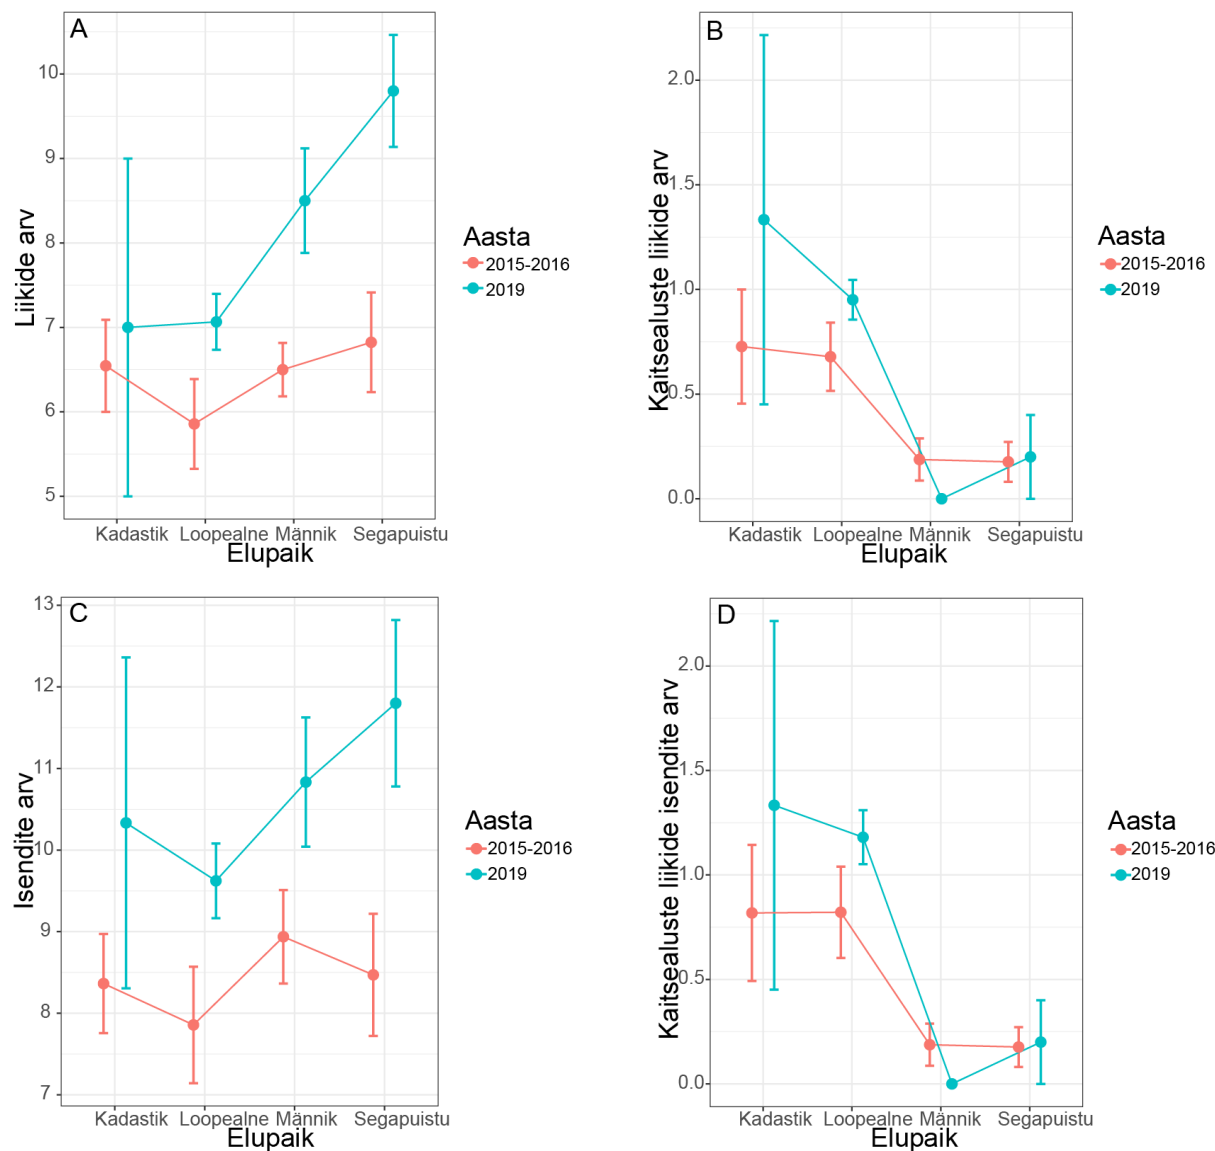 A
Liikide arv
10
9
8
7
6
5
Kadastik Loopealne Männik Segapuistu
Elupaik
Aasta
2015-2016
2019
B
Kaitsealuste liikide arv
2.0
1.5
1.0
0.5
0.0
Kadastik Loopealne Männik Segapuistu
Elupaik
Aasta
2015-2016
2019
C
Isendite arv
13
12
11
10
9
8
7
Kadastik Loopealne Männik Segapuistu
Elupaik
Aasta
2015-2016
2019
D
Kaitsealuste liikide isendite arv
2.0
1.5
1.0
0.5
0.0
Kadastik Loopealne Männik Segapuistu
Elupaik
Aasta
2015-2016
2019